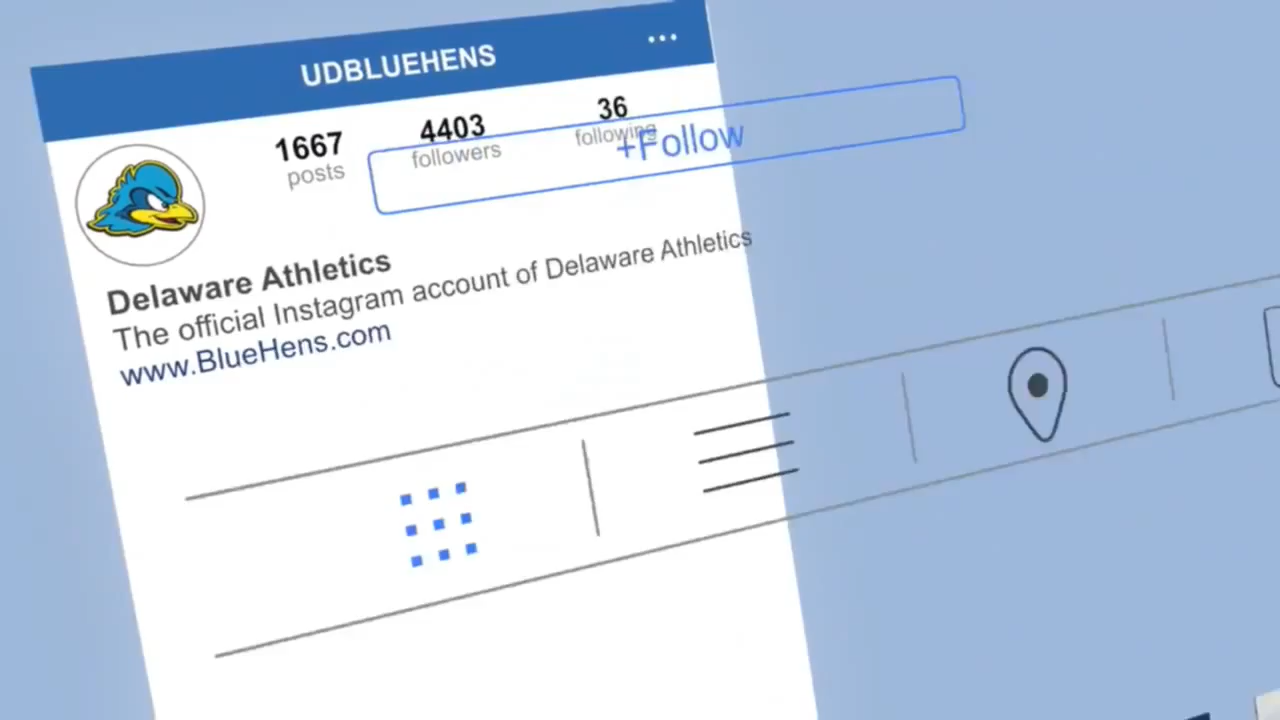 UDBLUEHENS
...
1667 4403 36
posts followers following
+Follow
Delaware Athletics
The official Instagram account of Delaware Athletics
www.BlueHens.com